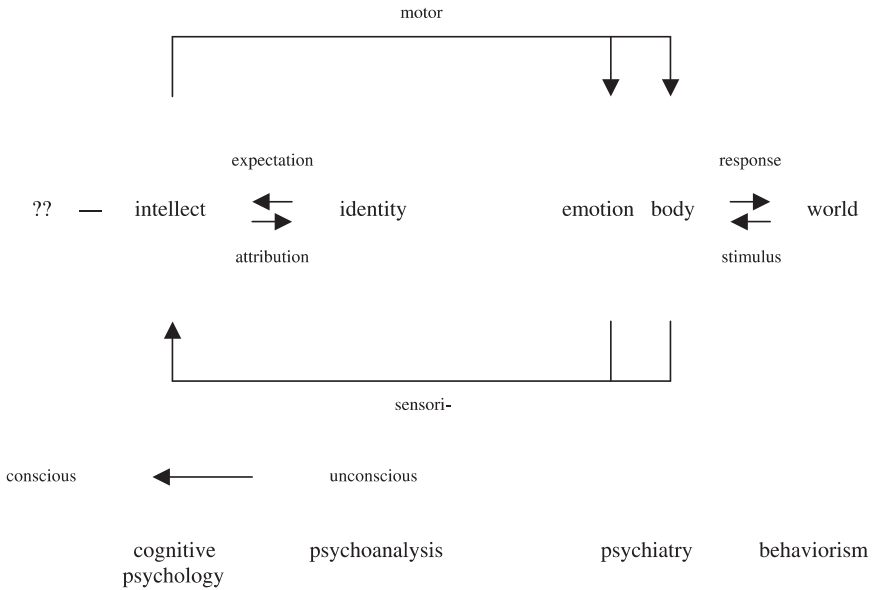 motor
expectation
response
?? — intellect
identity
emotion body
world
attribution
stimulus
sensori-
conscious
unconscious
cognitive
psychology
psychoanalysis
psychiatry
behaviorism